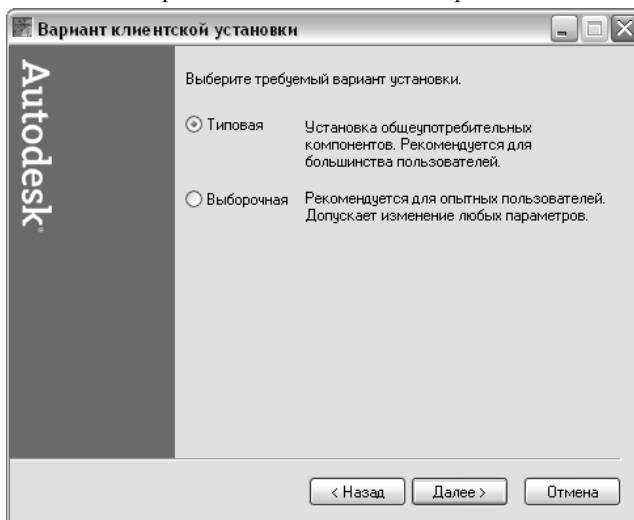 Вариант клиентской установки
Autodesk
Выберите требуемый вариант установки.
Типовая
Установка общеупотребительных
компонентов. Рекомендуется для
большинства пользователей.
Выборочная
Рекомендуется для опытных пользователей.
Допускает изменение любых параметров.
< Назад
Далее >
Отмена